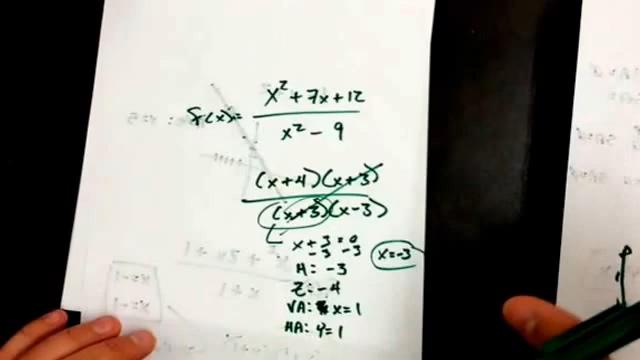 f(x) = x² + 7x + 12
x² - 9
(x+4)(x+3)
(x+3)(x-3)
x + 3 = 0
-3 -3
x = -3
H = -3
Z = -4
VA: x = 1
HA: y = 1